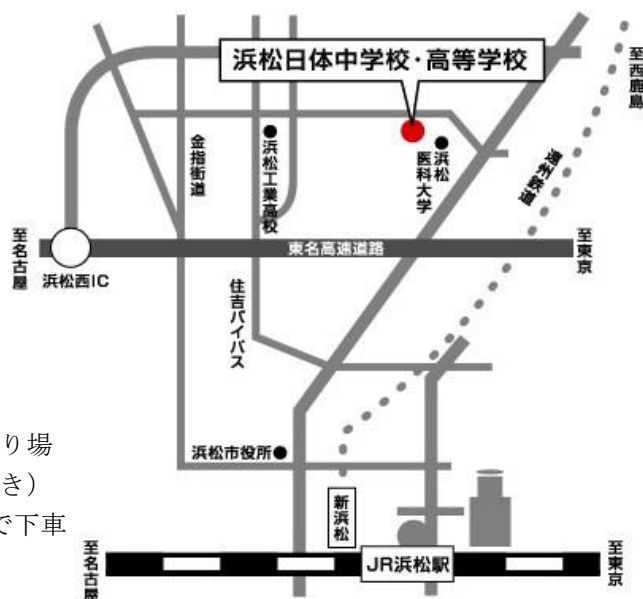 浜松日体中学校・高等学校
至西鹿島
金指街道
浜松工業高校
浜松
医科大学
遠州鉄道
至名古屋
東名高速道路
至東京
浜松西IC
住吉バイパス
り場
き）
で下車
浜松市役所
新浜松
至名古屋
JR浜松駅
至東京